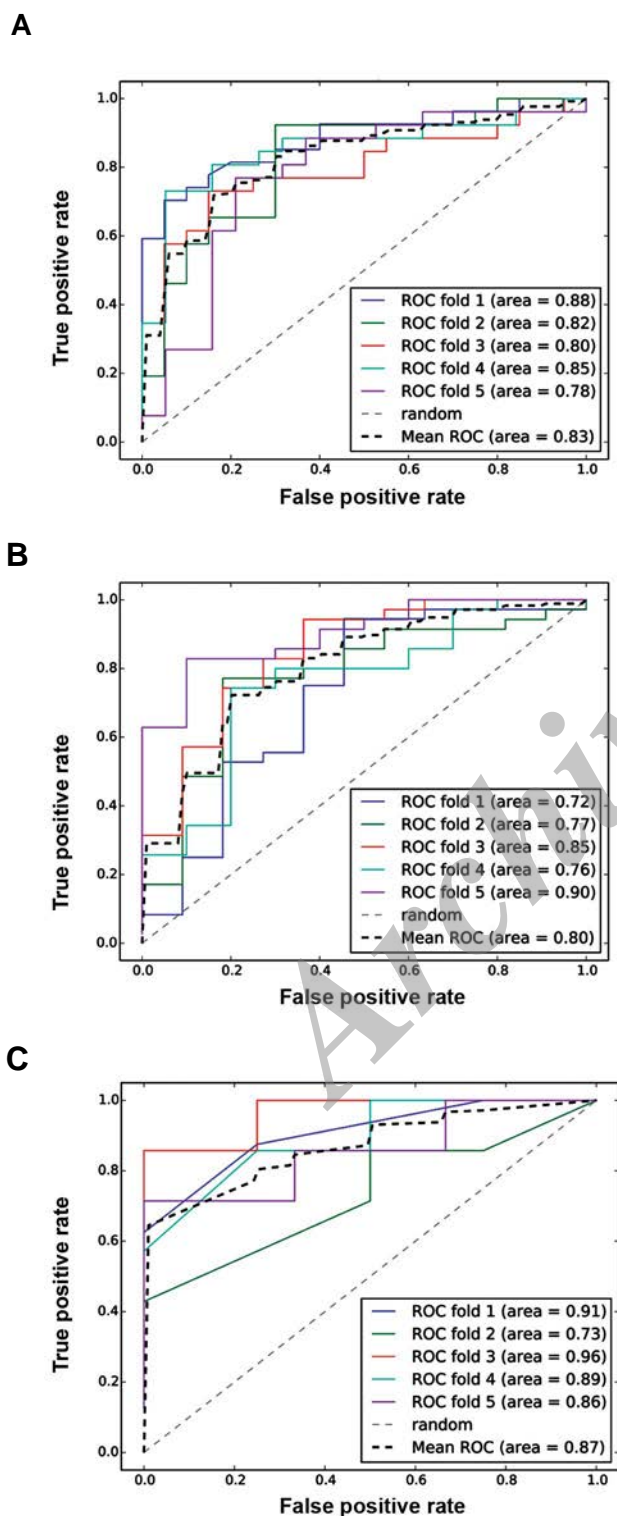 A
True positive rate
1.0
0.8
0.6
0.4
0.2
0.0
ROC fold 1 (area = 0.88)
ROC fold 2 (area = 0.82)
ROC fold 3 (area = 0.80)
ROC fold 4 (area = 0.85)
ROC fold 5 (area = 0.78)
random
Mean ROC (area = 0.83)
0.0 0.2 0.4 0.6 0.8 1.0
False positive rate
B
True positive rate
1.0
0.8
0.6
0.4
0.2
0.0
ROC fold 1 (area = 0.72)
ROC fold 2 (area = 0.77)
ROC fold 3 (area = 0.85)
ROC fold 4 (area = 0.76)
ROC fold 5 (area = 0.90)
random
Mean ROC (area = 0.80)
0.0 0.2 0.4 0.6 0.8 1.0
False positive rate
C
True positive rate
1.0
0.8
0.6
0.4
0.2
0.0
ROC fold 1 (area = 0.91)
ROC fold 2 (area = 0.73)
ROC fold 3 (area = 0.96)
ROC fold 4 (area = 0.89)
ROC fold 5 (area = 0.86)
random
Mean ROC (area = 0.87)
0.0 0.2 0.4 0.6 0.8 1.0
False positive rate